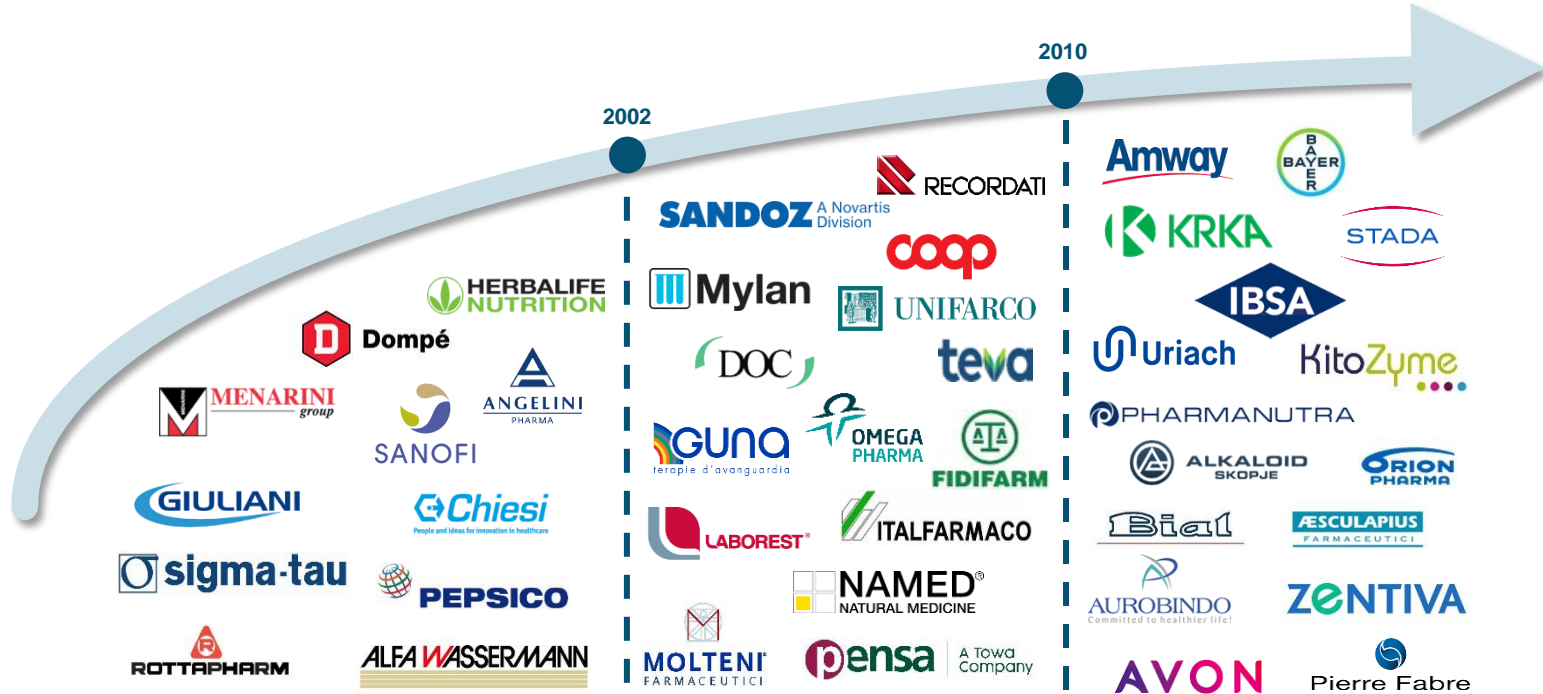 2002
2010
HERBALIFE
NUTRITION
D Dompé
MENARINI
MENARINI
group
SANOFI
ANGELINI
PHARMA
GIULIANI
Chiesi
People and ideas for innovation in healthcare
sigma-tau
PEPSICO
R
ROTTAPHARM
ALFA WASSERMANN
RECORDATI
SANDOZ A Novartis
Division
coop
Mylan
UNIFARCO
DOC
teva
GUNA
terapie d'avanguardia
OMEGA
PHARMA
FIDIFARM
LABOREST®
ITALFARMACO
NAMED®
NATURAL MEDICINE
MOLTENI
FARMACEUTICI
pensa A Towa
Company
Amway
BAYER
BAYER
KRKA
STADA
IBSA
Uriach
KitoZyme
PHARMANUTRA
ALKALOID
SKOPJE
ORION
PHARMA
Bial
ÆSCULAPIUS
FARMACEUTICI
AUROBINDO
Committed to healthier life!
ZENTIVA
AVON
Pierre Fabre